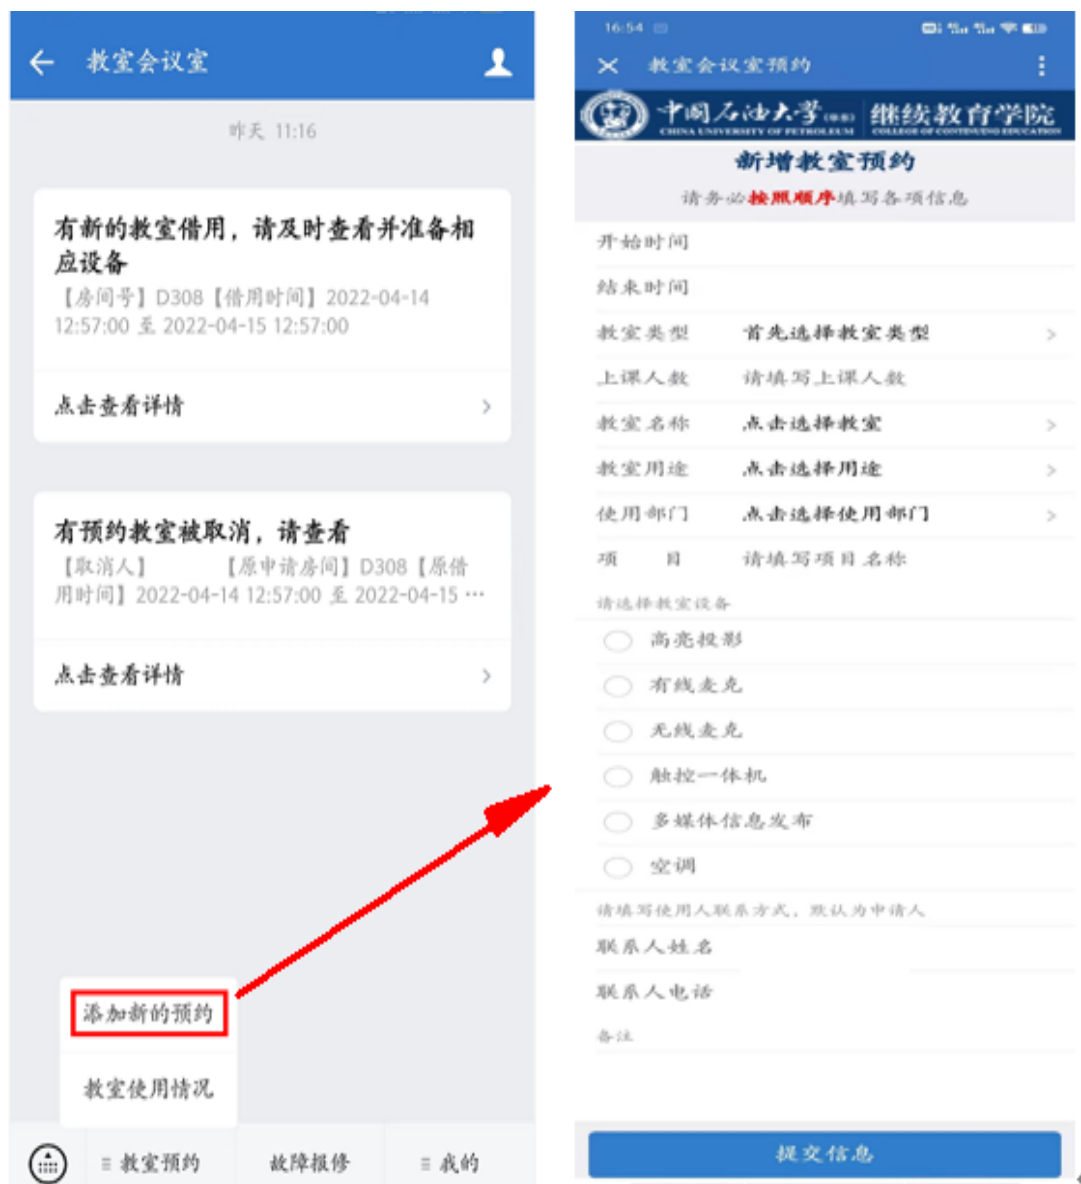 教室会议室
昨天 11:16
有新的教室借用，请及时查看并准备相
应设备
【房间号】D308【借用时间】2022-04-14
12:57:00 至 2022-04-15 12:57:00
点击查看详情
有预约教室被取消，请查看
【取消人】 【原申请房间】D308【原借
用时间】2022-04-14 12:57:00 至 2022-04-15 …
点击查看详情
添加新的预约
教室使用情况
教室预约
故障报修
我的
16:54
教室会议室预约
中国石油大学
继续教育学院
CHINA UNIVERSITY OF PETROLEUM
COLLEGE OF CONTINUING EDUCATION
新增教室预约
请务必按照顺序填写各项信息
开始时间
结束时间
教室类型 首先选择教室类型
上课人数 请填写上课人数
教室名称 点击选择教室
教室用途 点击选择用途
使用部门 点击选择使用部门
项 目 请填写项目名称
请选择教室设备
高亮投影
有线麦克
无线麦克
触控一体机
多媒体信息发布
空调
请填写使用人联系方式，默认为申请人
联系人姓名
联系人电话
备注
提交信息